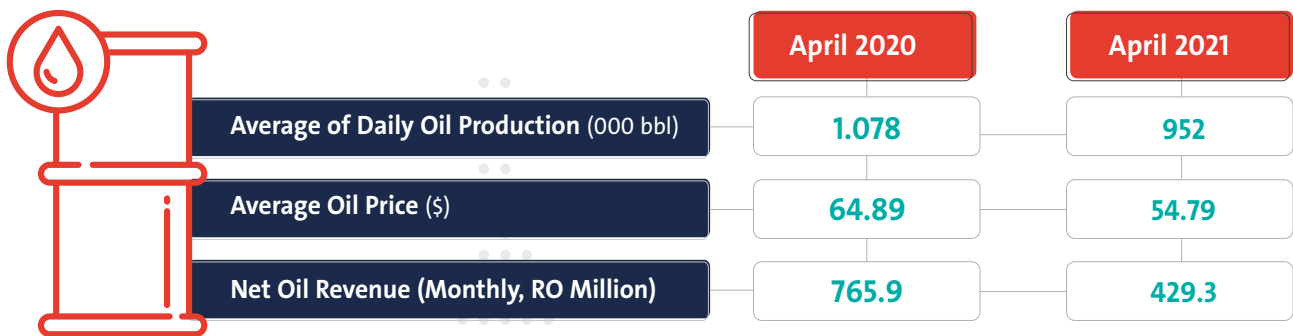 April 2020 April 2021
Average of Daily Oil Production (000 bbl) 1.078 952
Average Oil Price ($) 64.89 54.79
Net Oil Revenue (Monthly, RO Million) 765.9 429.3